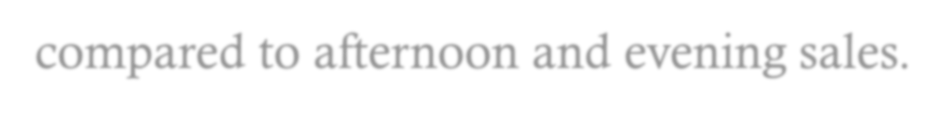 compared to afternoon and evening sales.